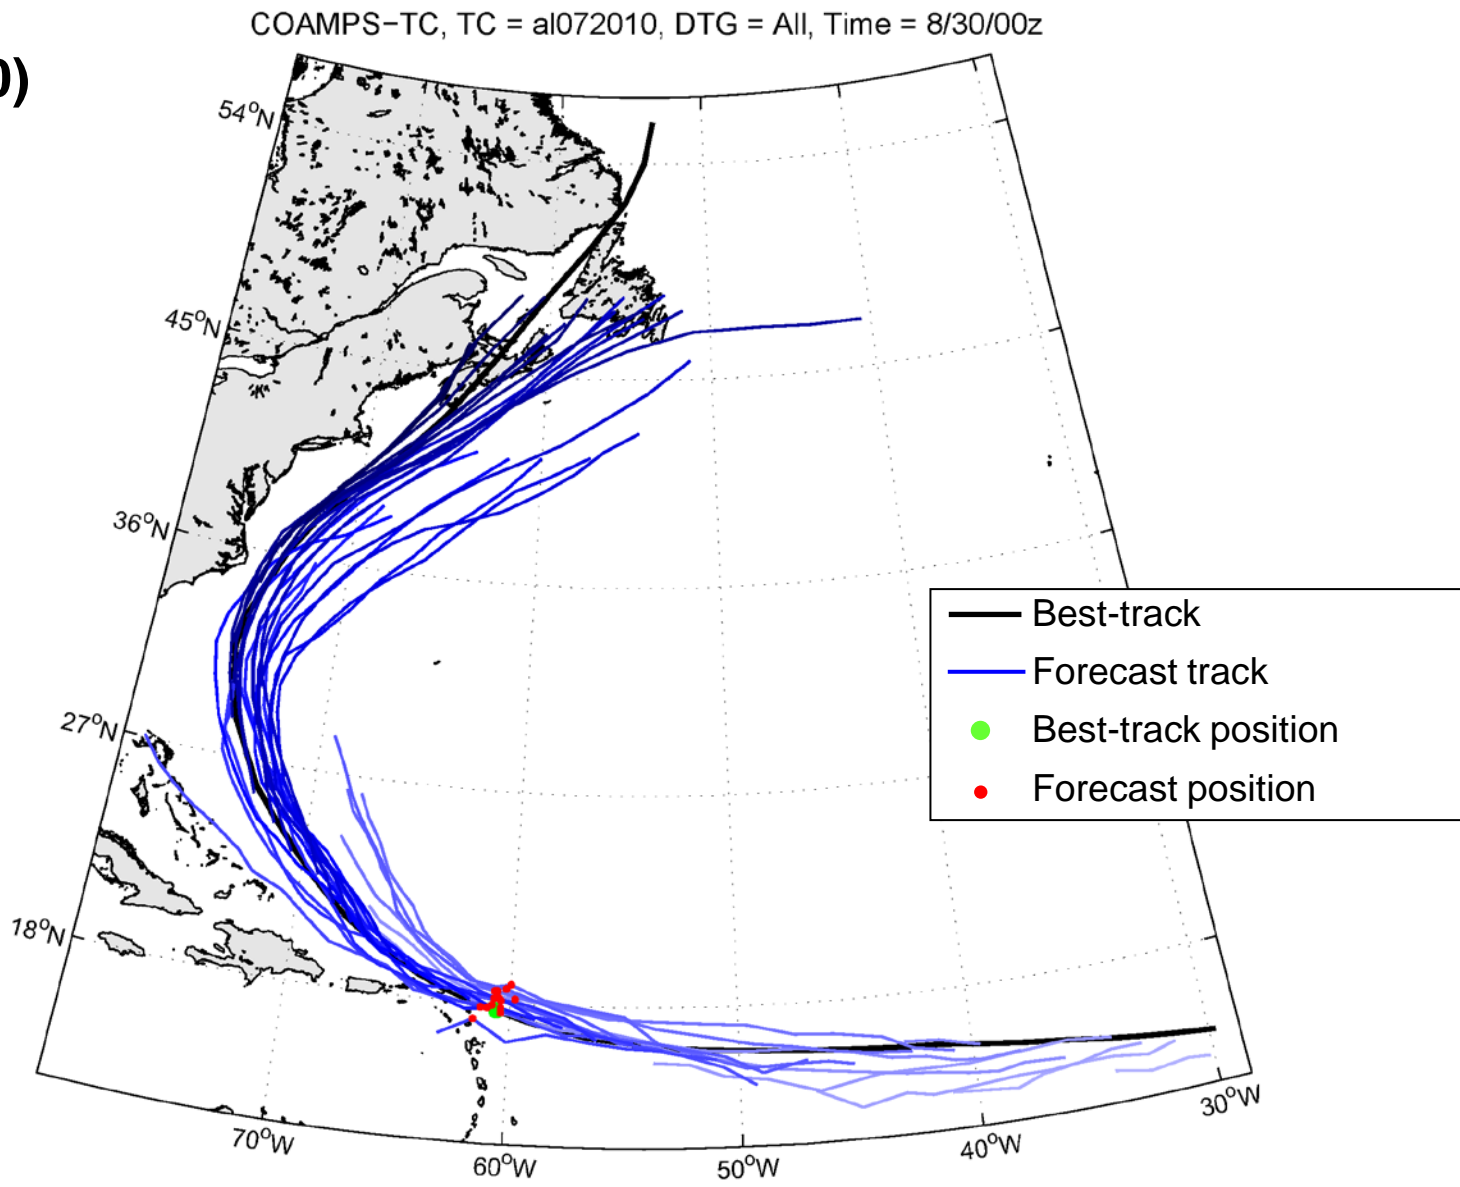 COAMPS−TC, TC = al072010, DTG = All, Time = 8/30/00z
0)
54°N
45°N
36°N
27°N
18°N
Best-track
Forecast track
Best-track position
Forecast position
70°W
60°W
50°W
40°W
30°W